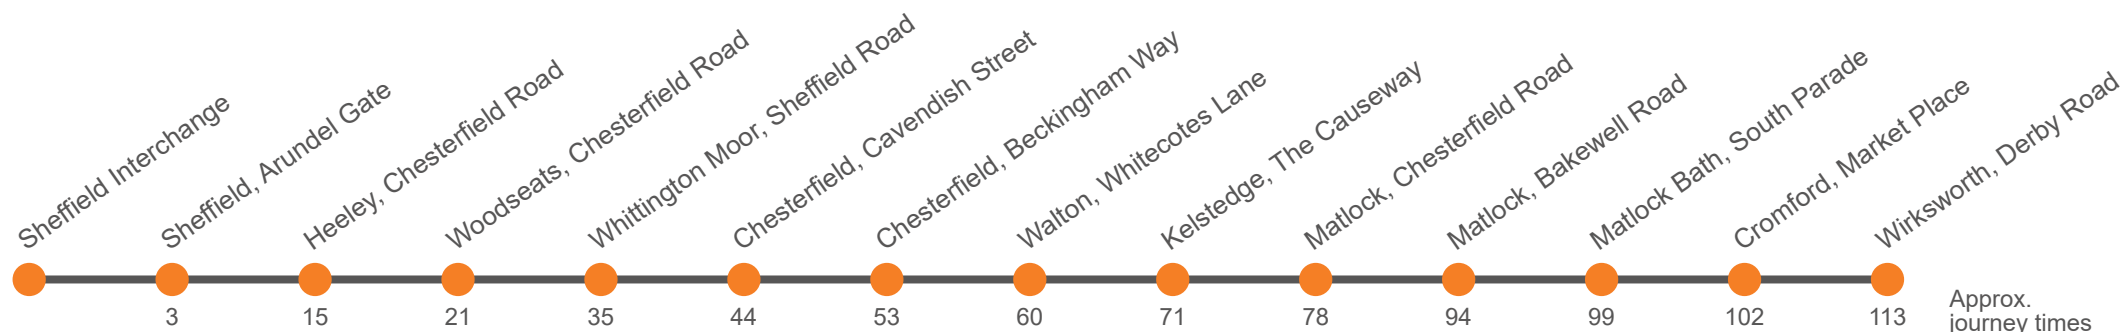 Sheffield Interchange
Sheffield, Arundel Gate
Heeley, Chesterfield Road
Woodseats, Chesterfield Road
Whittington Moor, Sheffield Road
Chesterfield, Cavendish Street
Chesterfield, Beckingham Way
Walton, Whitecotes Lane
Kelstedge, The Causeway
Matlock, Chesterfield Road
Matlock, Bakewell Road
Matlock Bath, South Parade
Cromford, Market Place
Wirksworth, Derby Road
3 15 21 35 44 53 60 71 78 94 99 102 113
Approx.
journey times